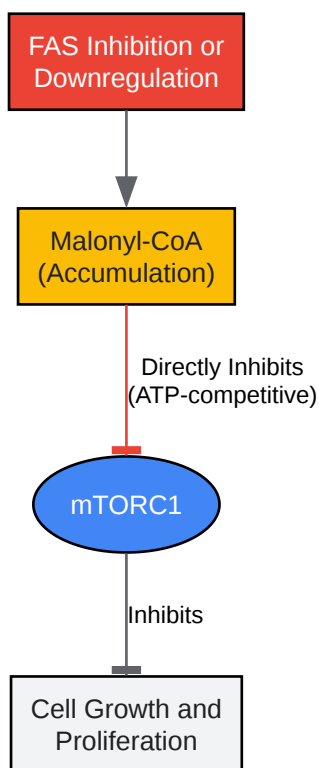 FAS Inhibition or
Downregulation
Malonyl-CoA
(Accumulation)
Directly Inhibits
(ATP-competitive)
mTORC1
Inhibits
Cell Growth and
Proliferation